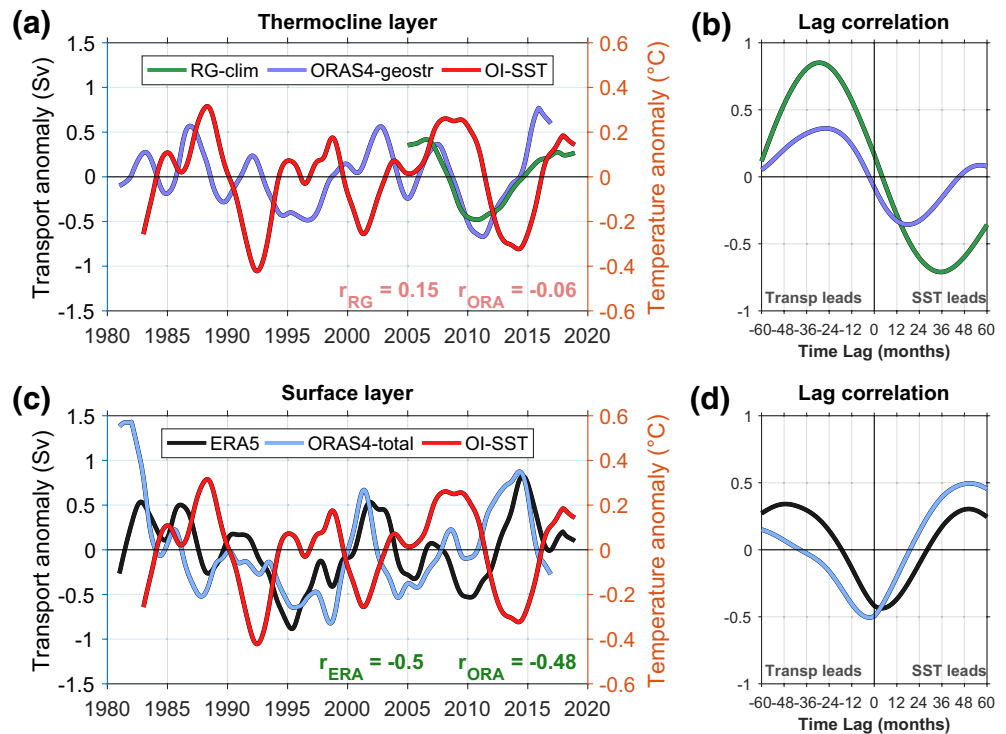 (a) Thermocline layer
RG-clim ORAS4-geostr OI-SST
Transport anomaly (Sv)
1.5
1
0.5
0
-0.5
-1
-1.5
Temperature anomaly (°C)
0.6
0.4
0.2
0
-0.2
-0.4
-0.6
r_RG = 0.15 r_ORA = -0.06
1980 1985 1990 1995 2000 2005 2010 2015 2020
(b) Lag correlation
1
0.5
0
-0.5
-1
Transp leads SST leads
-60 -48 -36 -24 -12 0 12 24 36 48 60
Time Lag (months)
(c) Surface layer
ERA5 ORAS4-total OI-SST
Transport anomaly (Sv)
1.5
1
0.5
0
-0.5
-1
-1.5
Temperature anomaly (°C)
0.6
0.4
0.2
0
-0.2
-0.4
-0.6
r_ERA = -0.5 r_ORA = -0.48
1980 1985 1990 1995 2000 2005 2010 2015 2020
(d) Lag correlation
1
0.5
0
-0.5
-1
Transp leads SST leads
-60 -48 -36 -24 -12 0 12 24 36 48 60
Time Lag (months)